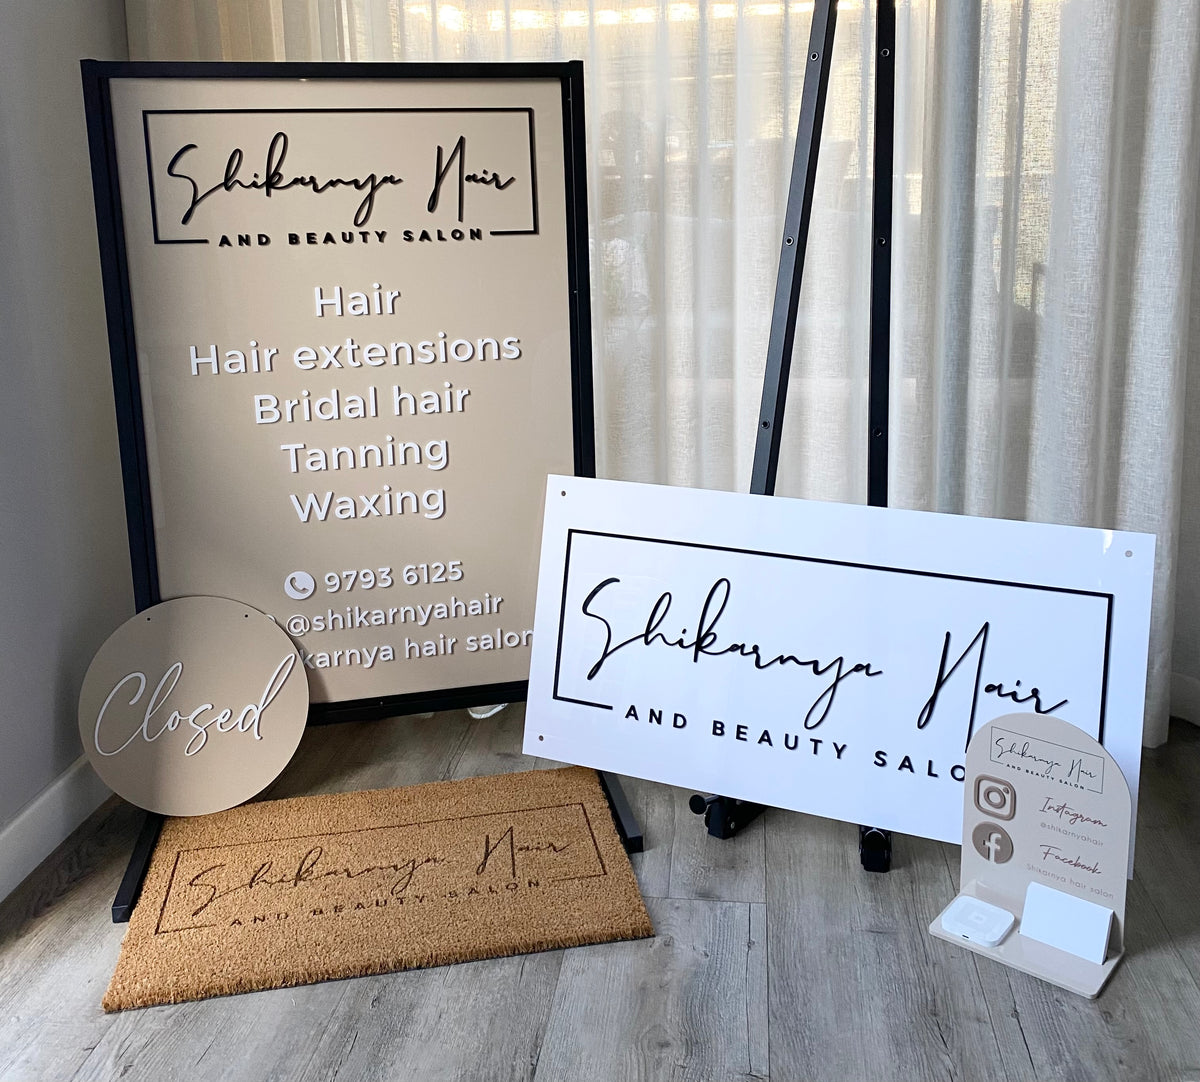 Shikarnya Hair
AND BEAUTY SALON
Hair
Hair extensions
Bridal hair
Tanning
Waxing
9793 6125
@shikarnyahair
karnya hair salon
Closed
Shikarnya Hair
AND BEAUTY SALON
Shikarnya Hair
AND BEAUTY SALO
Shikarnya Hair
AND BEAUTY SALON
Instagram
@shikarnyahair
Facebook
Shikarnya hair salon